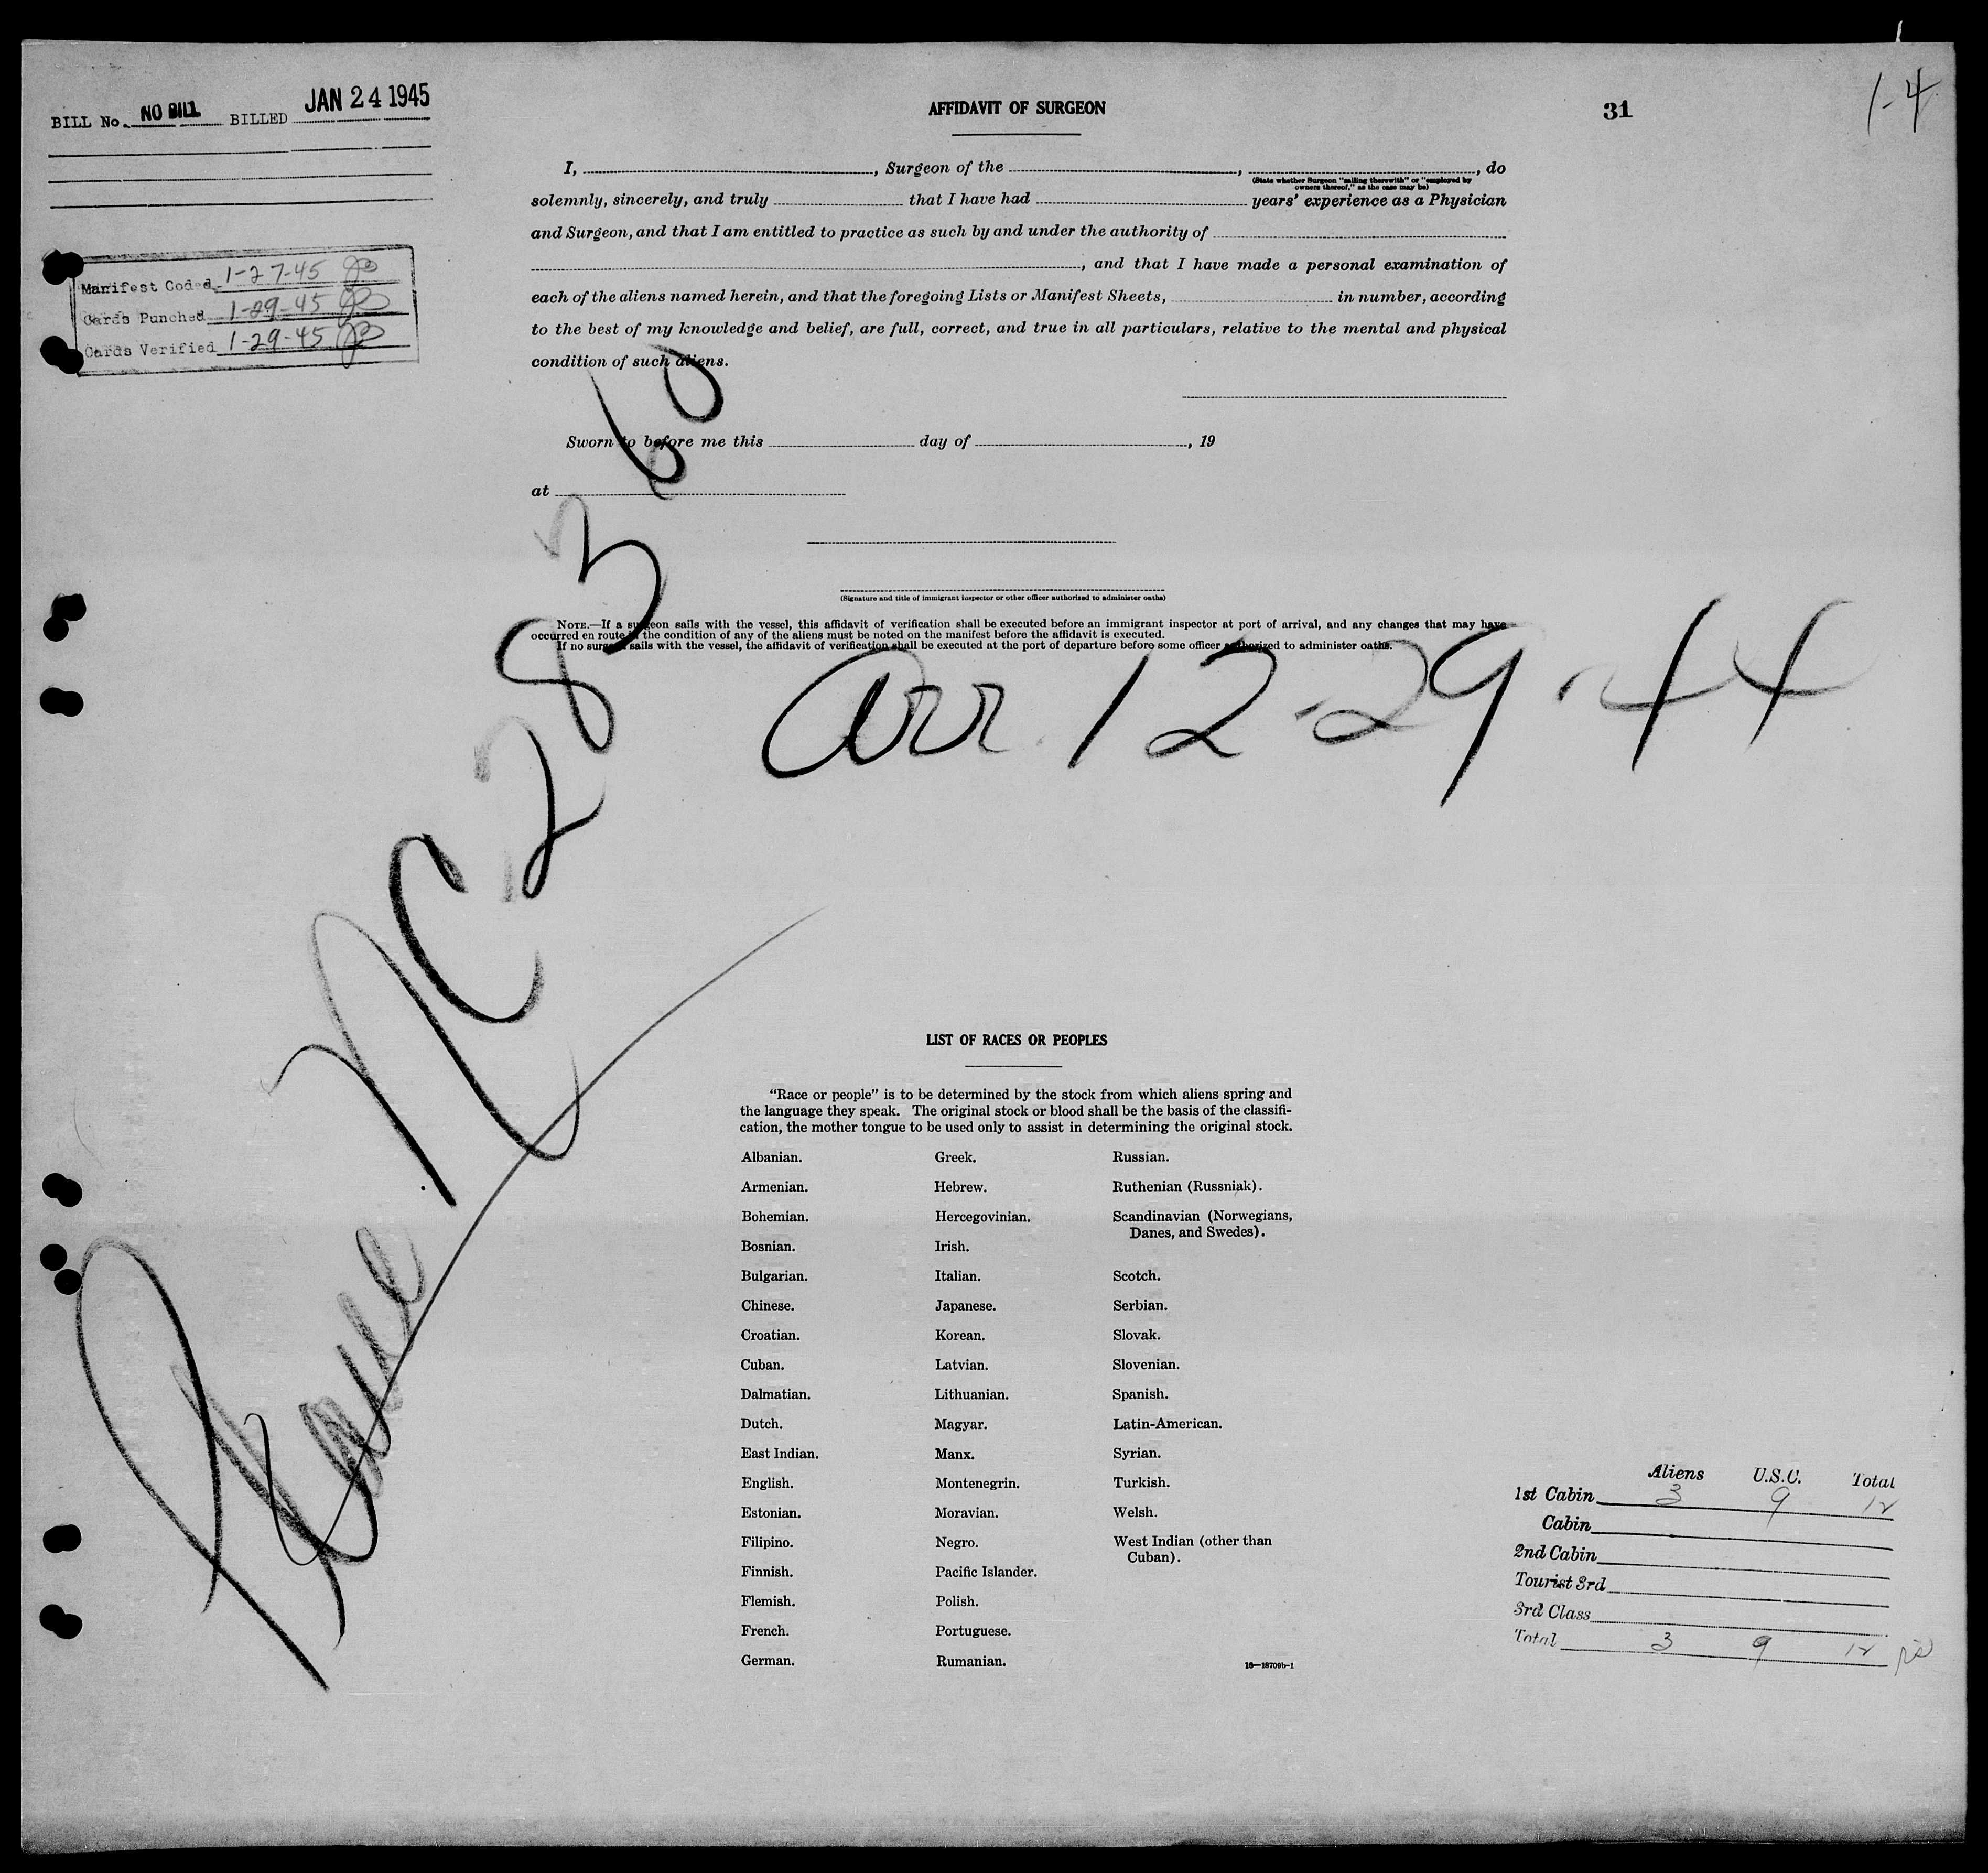 1-4
BILL No. NO BILL BILLED JAN 24 1945
AFFIDAVIT OF SURGEON
31
I, , Surgeon of the , , do
(State whether Surgeon "sailing therewith" or "employed by
owners thereof," as the case may be)
solemnly, sincerely, and truly that I have had years' experience as a Physician
and Surgeon, and that I am entitled to practice as such by and under the authority of
, and that I have made a personal examination of
each of the aliens named herein, and that the foregoing Lists or Manifest Sheets, in number, according
to the best of my knowledge and belief, are full, correct, and true in all particulars, relative to the mental and physical
condition of such aliens.
Manifest Coded 1-27-45
Cards Punched 1-29-45
Cards Verified 1-29-45
Sworn to before me this day of , 19
at
(Signature and title of immigrant inspector or other officer authorized to administer oaths)
NOTE.—If a surgeon sails with the vessel, this affidavit of verification shall be executed before an immigrant inspector at port of arrival, and any changes that may have
occurred en route in the condition of any of the aliens must be noted on the manifest before the affidavit is executed.
If no surgeon sails with the vessel, the affidavit of verification shall be executed at the port of departure before some officer authorized to administer oaths.
Arr 12-29-44
Plane NC 28360
LIST OF RACES OR PEOPLES
"Race or people" is to be determined by the stock from which aliens spring and
the language they speak. The original stock or blood shall be the basis of the classifi-
cation, the mother tongue to be used only to assist in determining the original stock.
Albanian.
Armenian.
Bohemian.
Bosnian.
Bulgarian.
Chinese.
Croatian.
Cuban.
Dalmatian.
Dutch.
East Indian.
English.
Estonian.
Filipino.
Finnish.
Flemish.
French.
German.
Greek.
Hebrew.
Hercegovinian.
Irish.
Italian.
Japanese.
Korean.
Latvian.
Lithuanian.
Magyar.
Manx.
Montenegrin.
Moravian.
Negro.
Pacific Islander.
Polish.
Portuguese.
Rumanian.
Russian.
Ruthenian (Russniak).
Scandinavian (Norwegians,
Danes, and Swedes).
Scotch.
Serbian.
Slovak.
Slovenian.
Spanish.
Latin-American.
Syrian.
Turkish.
Welsh.
West Indian (other than
Cuban).
16—18709b-1
Aliens U.S.C. Total
1st Cabin 3 9 12
Cabin
2nd Cabin
Tourist 3rd
3rd Class
Total 3 9 12